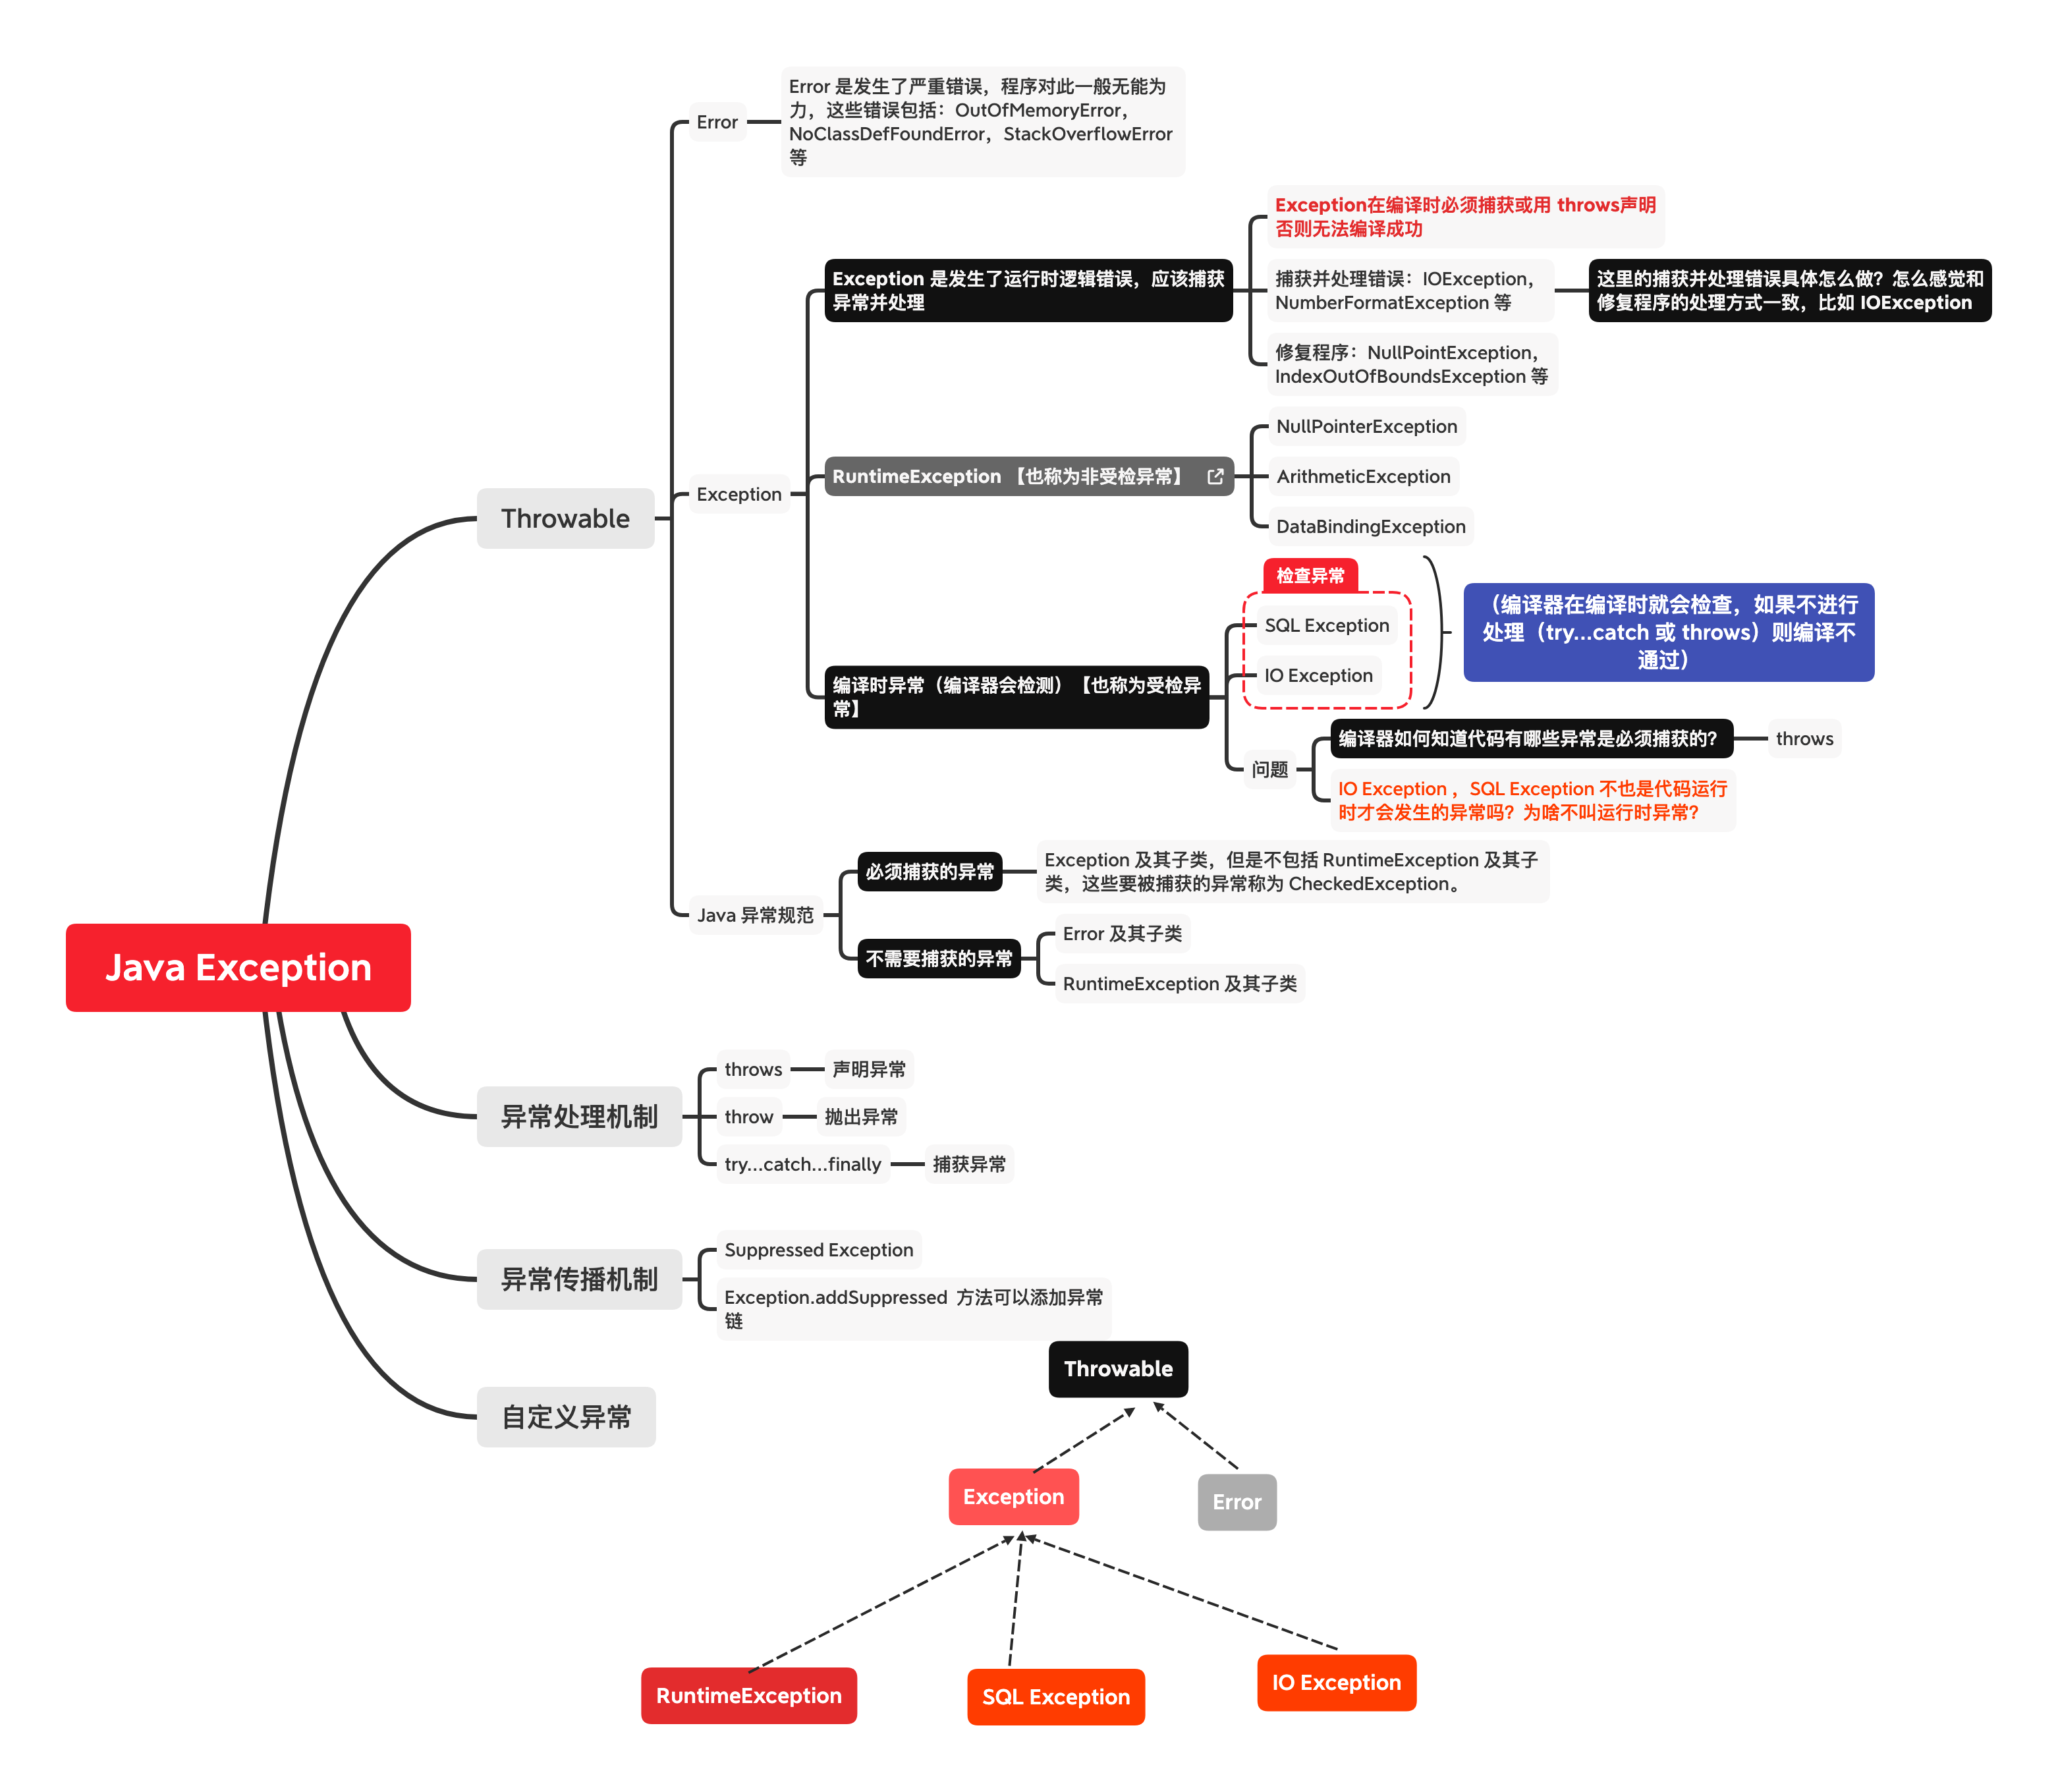 Error 是发生了严重错误，程序对此一般无能为
力，这些错误包括：OutOfMemoryError，
NoClassDefFoundError，StackOverflowError
等
Error
Exception在编译时必须捕获或用 throws声明
否则无法编译成功
Exception 是发生了运行时逻辑错误，应该捕获
异常并处理
捕获并处理错误：IOException，
NumberFormatException 等
这里的捕获并处理错误具体怎么做？怎么感觉和
修复程序的处理方式一致，比如 IOException
修复程序：NullPointException，
IndexOutOfBoundsException 等
Throwable
Exception
RuntimeException 【也称为非受检异常】
NullPointerException
ArithmeticException
DataBindingException
编译时异常（编译器会检测）【也称为受检异
常】
检查异常
SQL Exception
IO Exception
（编译器在编译时就会检查，如果不进行
处理（try...catch 或 throws）则编译不
通过）
问题
编译器如何知道代码有哪些异常是必须捕获的？
throws
IO Exception ，SQL Exception 不也是代码运行
时才会发生的异常吗？为啥不叫运行时异常？
Java 异常规范
必须捕获的异常
Exception 及其子类，但是不包括 RuntimeException 及其子
类，这些要被捕获的异常称为 CheckedException。
不需要捕获的异常
Error 及其子类
RuntimeException 及其子类
Java Exception
异常处理机制
throws
声明异常
throw
抛出异常
try...catch...finally
捕获异常
异常传播机制
Suppressed Exception
Exception.addSuppressed 方法可以添加异常
链
自定义异常
Throwable
Exception
Error
RuntimeException
SQL Exception
IO Exception